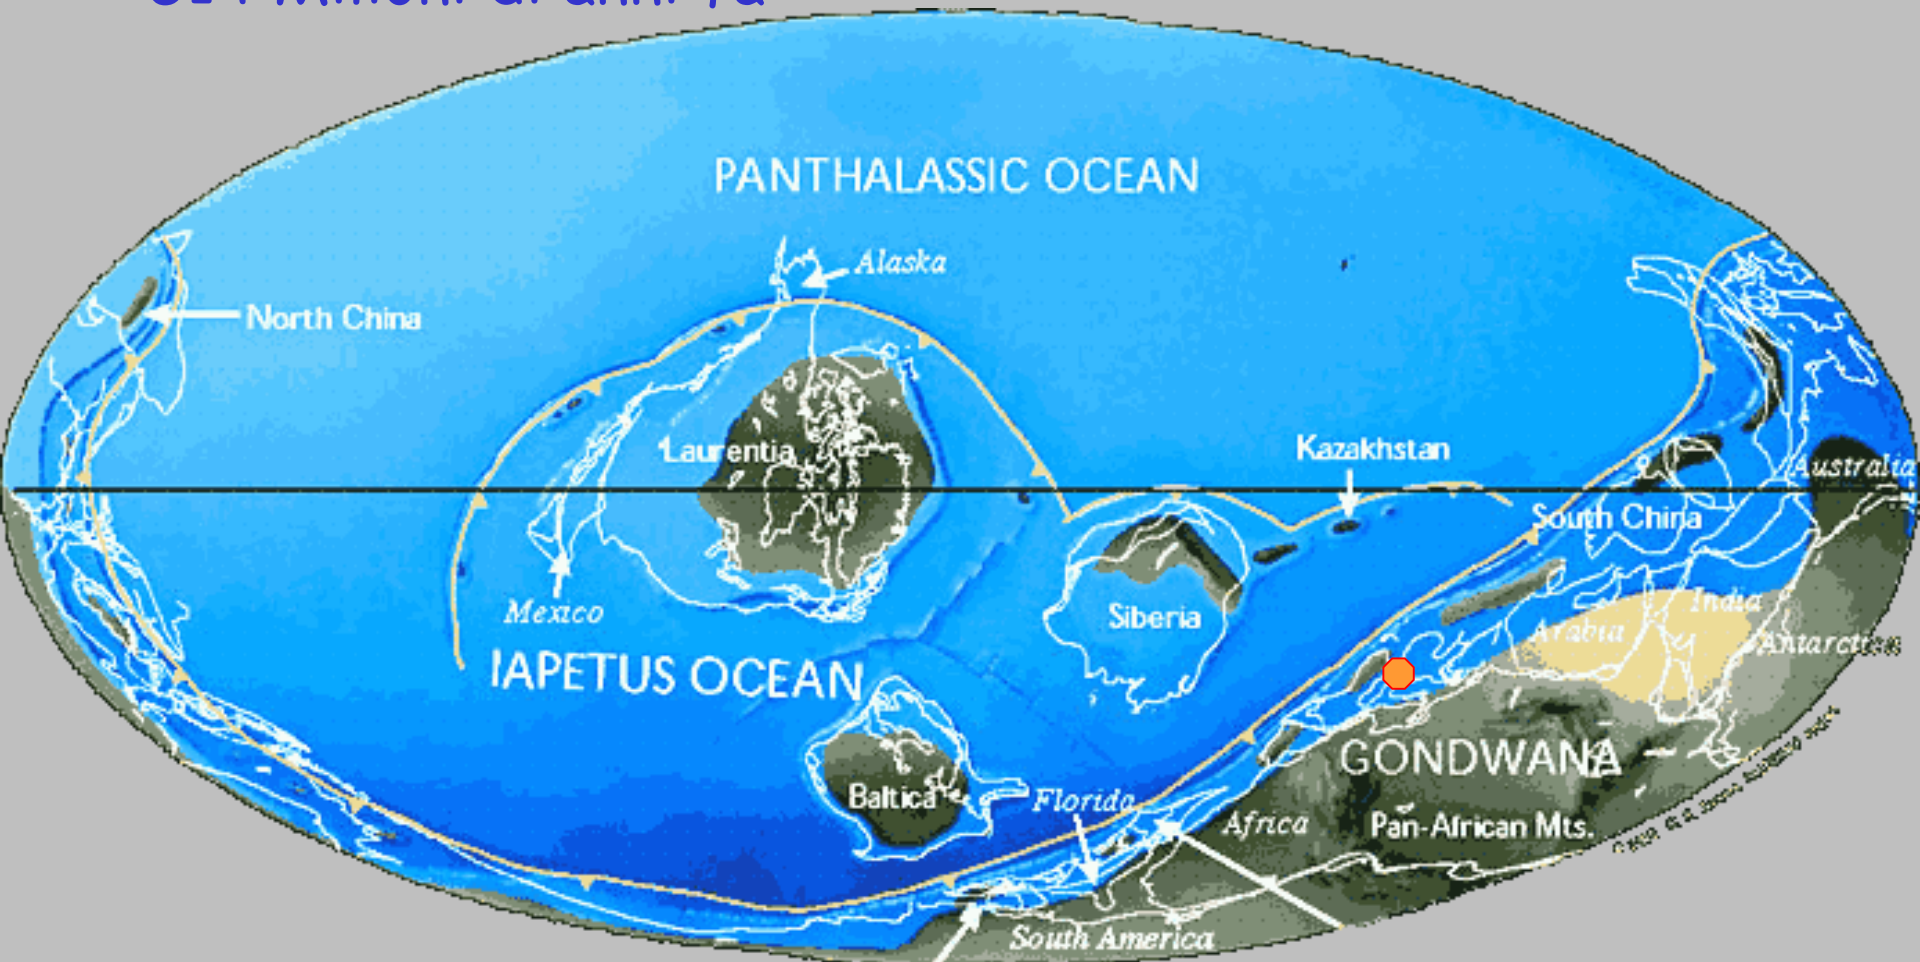 PANTHALASSIC OCEAN
Alaska
North China
Laurentia
Kazakhstan
Australia
South China
Mexico
Siberia
India
Arabia
Antarctica
IAPETUS OCEAN
GONDWANA
Baltica
Florida
Africa
Pan-African Mts.
South America